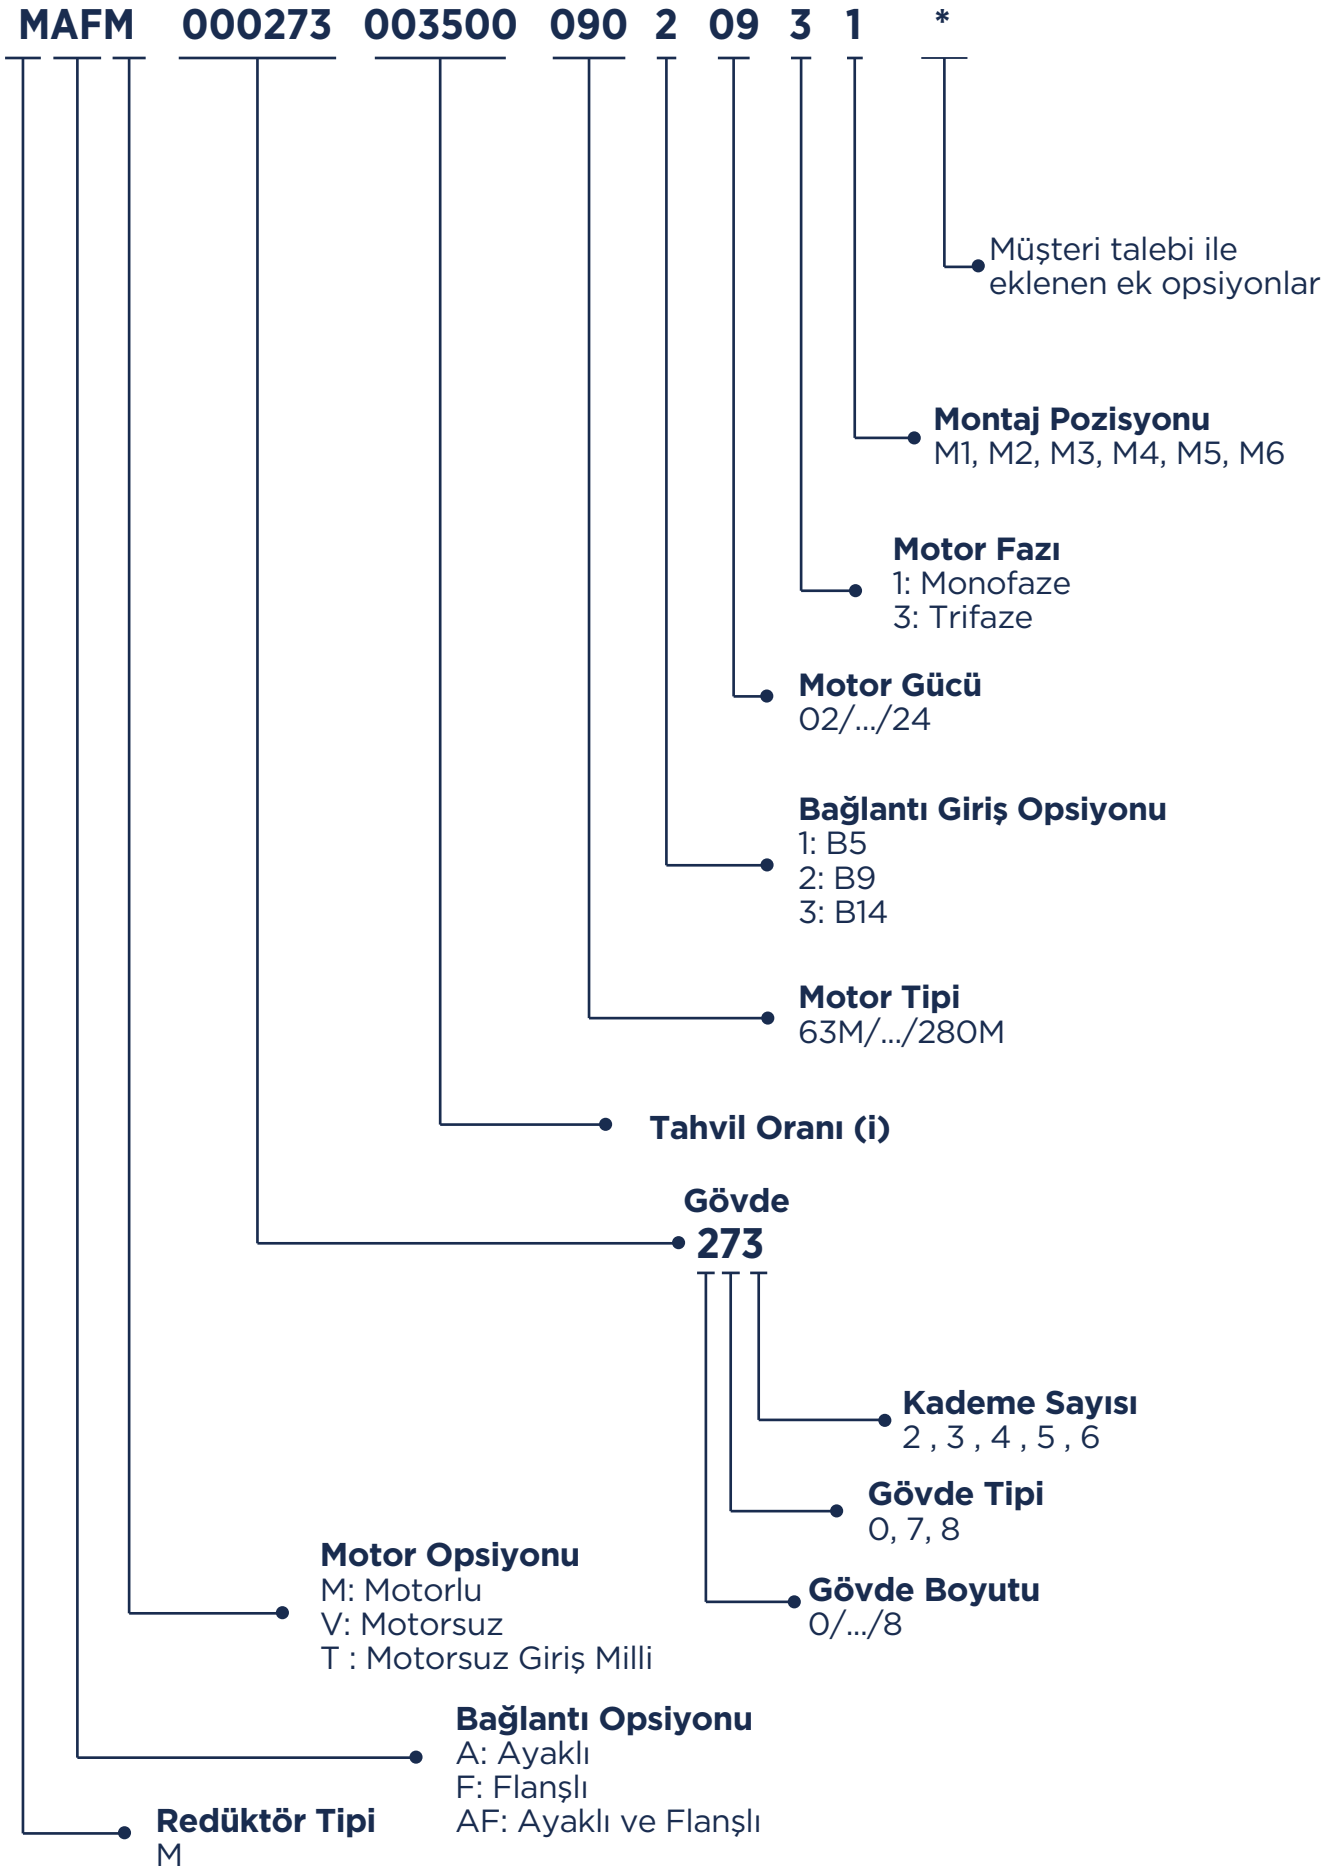 MAFM 000273 003500 090 2 09 3 1 *
Müşteri talebi ile
eklenen ek opsiyonlar
Montaj Pozisyonu
M1, M2, M3, M4, M5, M6
Motor Fazı
1: Monofaze
3: Trifaze
Motor Gücü
02/.../24
Bağlantı Giriş Opsiyonu
1: B5
2: B9
3: B14
Motor Tipi
63M/.../280M
Tahvil Oranı (i)
Gövde
273
Kademe Sayısı
2 , 3 , 4 , 5 , 6
Gövde Tipi
0, 7, 8
Gövde Boyutu
0/.../8
Motor Opsiyonu
M: Motorlu
V: Motorsuz
T : Motorsuz Giriş Milli
Bağlantı Opsiyonu
A: Ayaklı
F: Flanşlı
AF: Ayaklı ve Flanşlı
Redüktör Tipi
M